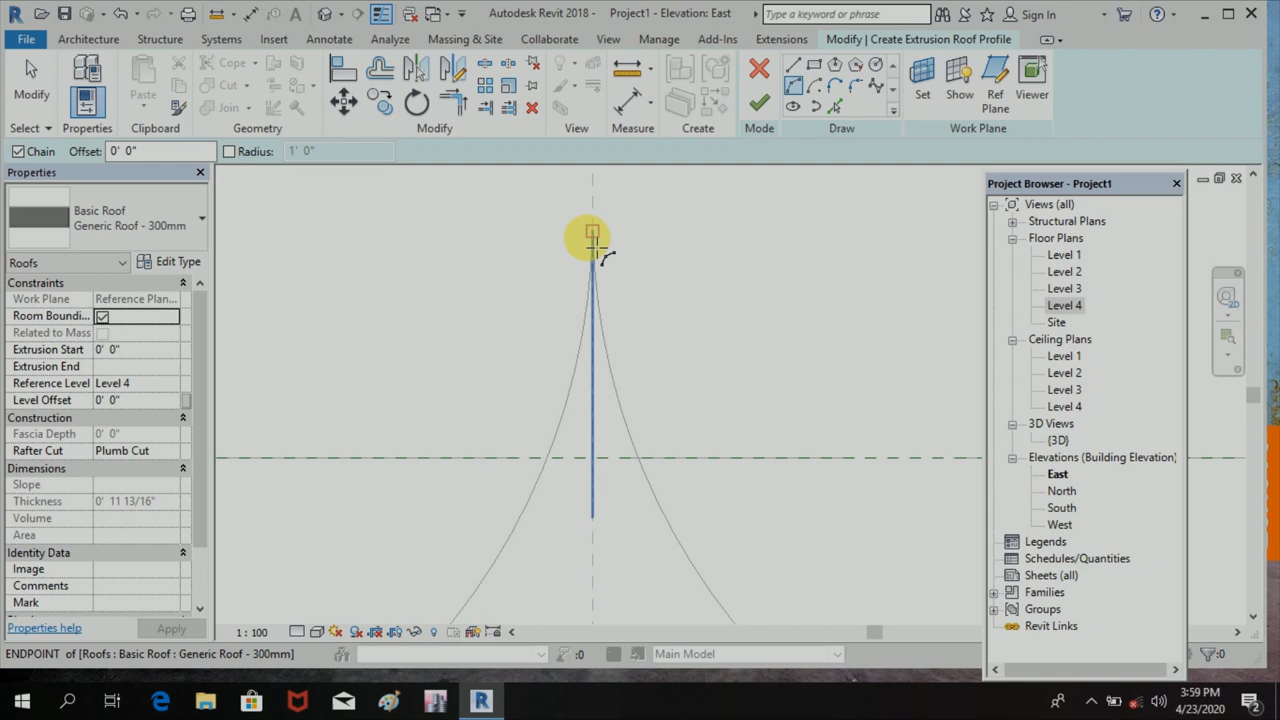 Autodesk Revit 2018 - Project1 - Elevation: East
Type a keyword or phrase
Sign In
File
Architecture
Structure
Systems
Insert
Annotate
Analyze
Massing & Site
Collaborate
View
Manage
Add-Ins
Extensions
Modify | Create Extrusion Roof Profile
Modify
Paste
Cope
Cut
Join
Set
Show
Ref
Plane
Viewer
Select
Properties
Clipboard
Geometry
Modify
View
Measure
Create
Mode
Draw
Work Plane
Chain
Offset: 0' 0"
Radius: 1' 0"
Properties
Basic Roof
Generic Roof - 300mm
Roofs
Edit Type
Constraints
Work Plane Reference Plan...
Room Boundi...
Related to Mass
Extrusion Start 0' 0"
Extrusion End
Reference Level Level 4
Level Offset 0' 0"
Construction
Fascia Depth 0' 0"
Rafter Cut Plumb Cut
Dimensions
Slope
Thickness 0' 11 13/16"
Volume
Area
Identity Data
Image
Comments
Mark
Properties help
Apply
Project Browser - Project1
Views (all)
Structural Plans
Floor Plans
Level 1
Level 2
Level 3
Level 4
Site
Ceiling Plans
Level 1
Level 2
Level 3
Level 4
3D Views
{3D}
Elevations (Building Elevation)
East
North
South
West
Legends
Schedules/Quantities
Sheets (all)
Families
Groups
Revit Links
2D
1 : 100
ENDPOINT of [Roofs : Basic Roof : Generic Roof - 300mm]
:0
Main Model
:0
3:59 PM
4/23/2020
2